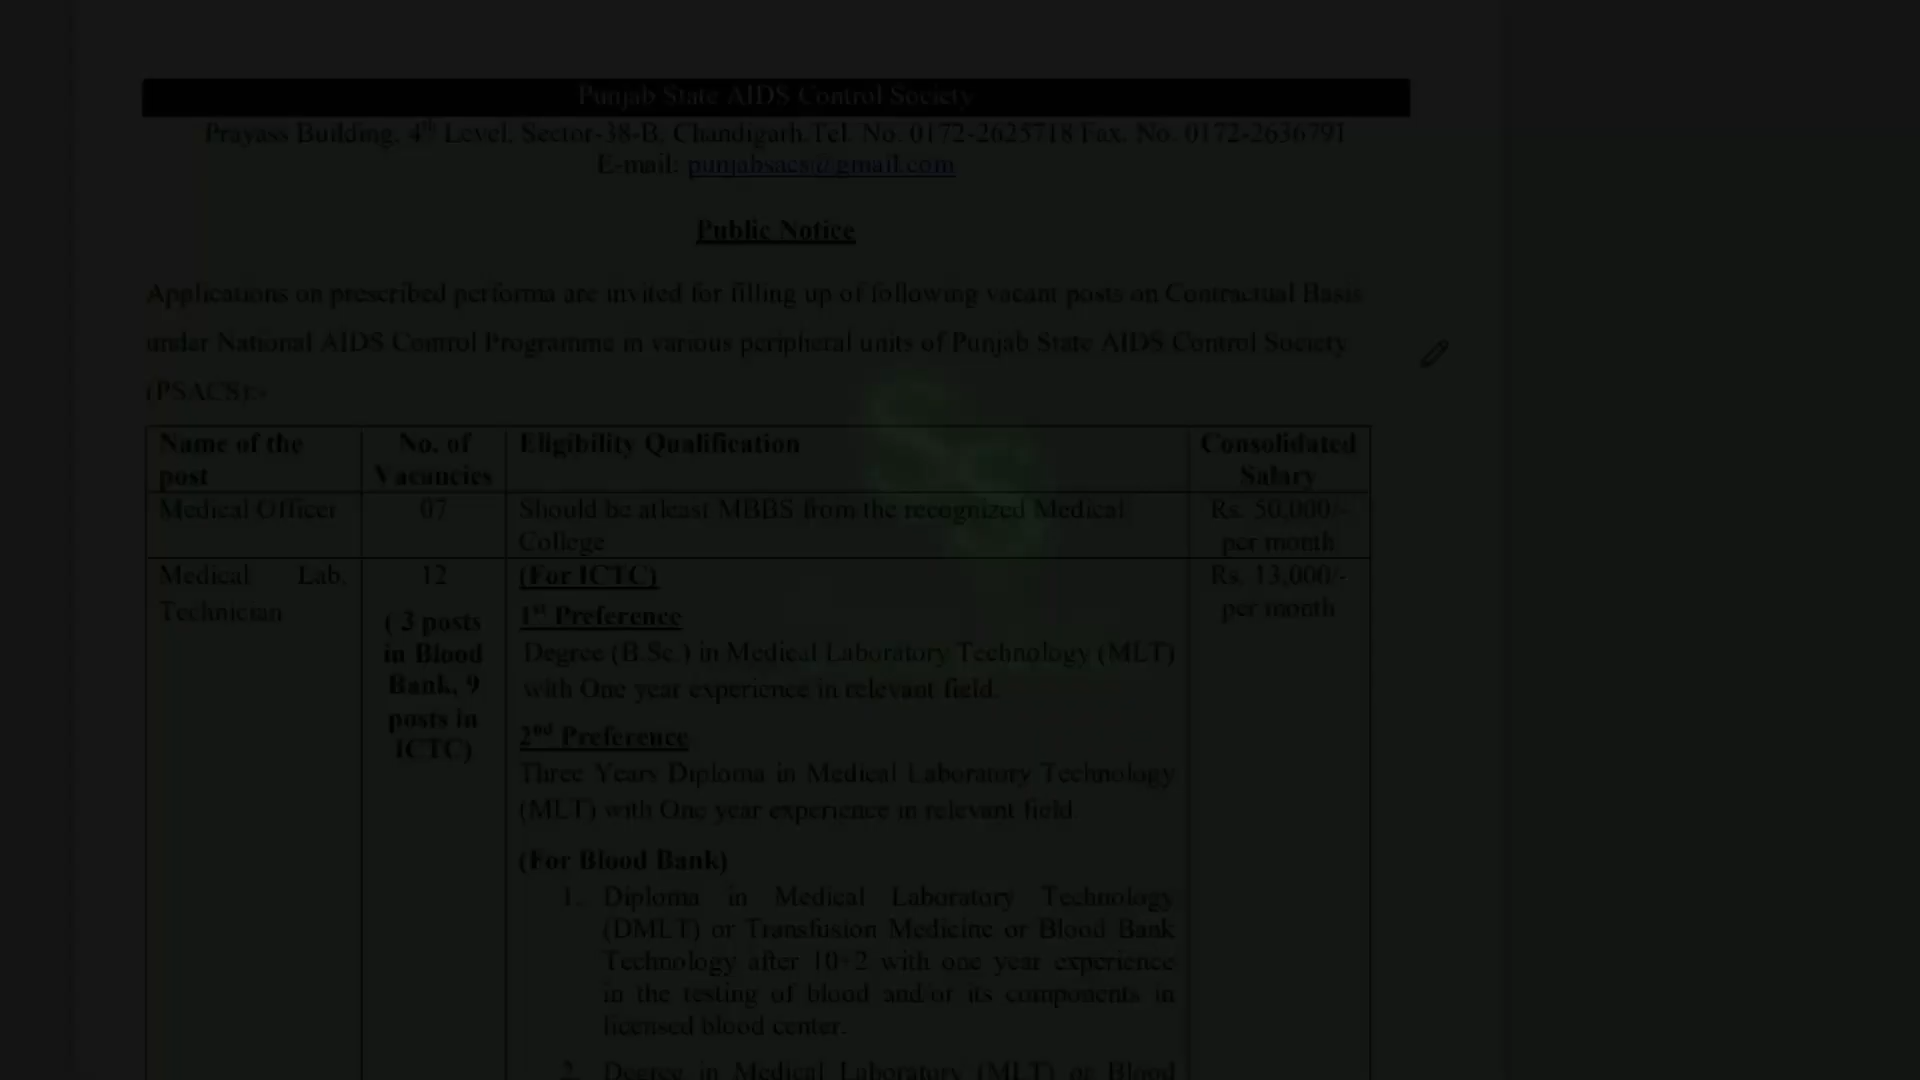 Punjab State AIDS Control Society
Prayass Building, 4th Level, Sector-38-B, Chandigarh.Tel. No. 0172-2625718 Fax. No. 0172-2636791
E-mail: punjabsacs@gmail.com
Public Notice
Applications on prescribed performa are invited for filling up of following vacant posts on Contractual Basis
under National AIDS Control Programme in various peripheral units of Punjab State AIDS Control Society
(PSACS):-
Name of the post
No. of Vacancies
Eligibility Qualification
Consolidated Salary
Medical Officer
07
Should be atleast MBBS from the recognized Medical
College
Rs. 50,000/-
per month
Medical Lab.
Technician
12
( 3 posts
in Blood
Bank, 9
posts in
ICTC)
(For ICTC)
1st Preference
Degree (B.Sc.) in Medical Laboratory Technology (MLT)
with One year experience in relevant field.
2nd Preference
Three Years Diploma in Medical Laboratory Technology
(MLT) with One year experience in relevant field.
(For Blood Bank)
1. Diploma in Medical Laboratory Technology
(DMLT) or Transfusion Medicine or Blood Bank
Technology after 10+2 with one year experience
in the testing of blood and/or its components in
licensed blood center.
2. Degree in Medical Laboratory (MLT) or Blood
Rs. 13,000/-
per month